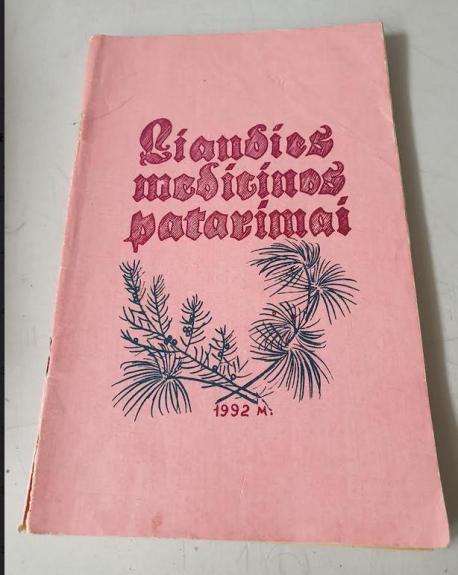 Liaudies
medicinos
patarimai
1992 M.